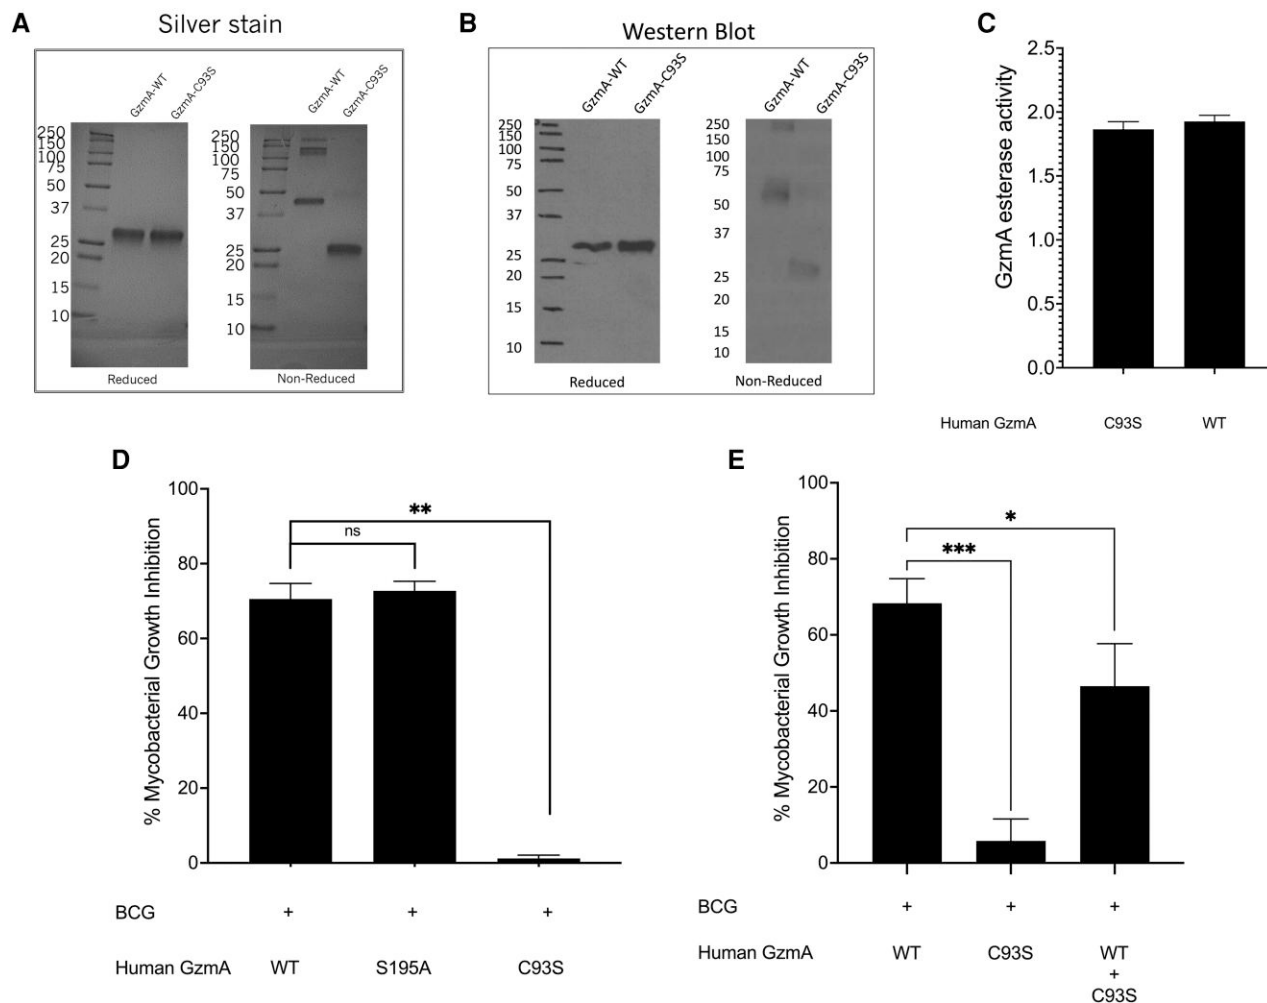 A
Silver stain
GzmA-WT
GzmA-C93S
250
150
100
75
50
37
25
20
15
10
Reduced
GzmA-WT
GzmA-C93S
250
150
100
75
50
37
25
20
15
10
Non-Reduced
B
Western Blot
GzmA-WT
GzmA-C93S
250
150
100
75
50
37
25
20
15
10
Reduced
GzmA-WT
GzmA-C93S
250
150
100
75
50
37
25
20
15
10
Non-Reduced
C
GzmA esterase activity
2.5
2.0
1.5
1.0
0.5
0.0
Human GzmA C93S WT
D
% Mycobacterial Growth Inhibition
100
80
60
40
20
0
**
ns
BCG + + +
Human GzmA WT S195A C93S
E
% Mycobacterial Growth Inhibition
100
80
60
40
20
0
*
***
BCG + + +
Human GzmA WT C93S WT
+
C93S